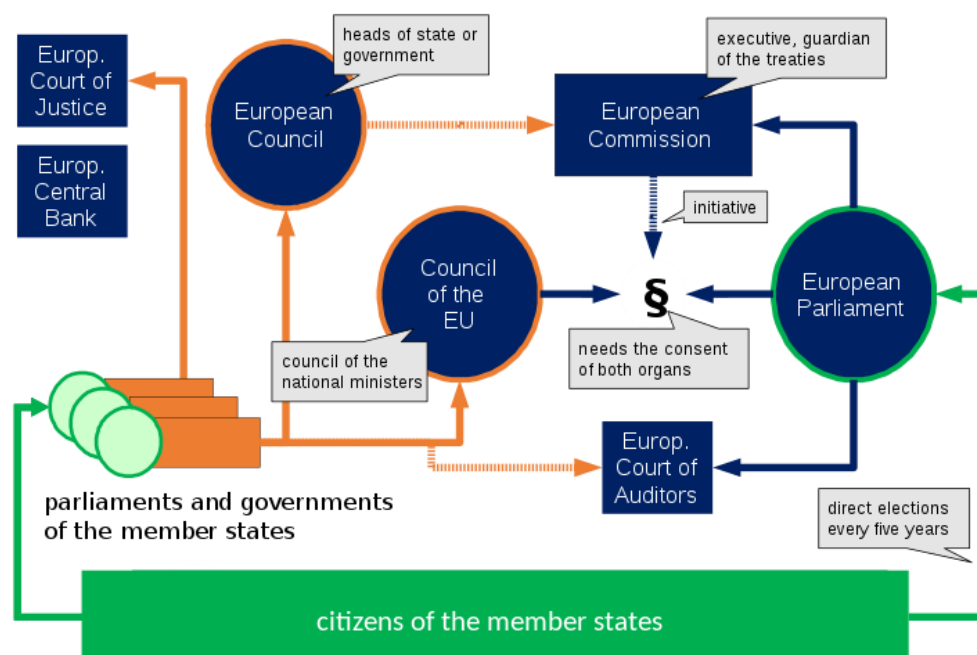 heads of state or
government
executive, guardian
of the treaties
Europ.
Court of
Justice
European
Council
European
Commission
Europ.
Central
Bank
initiative
Council
of the
EU
§
European
Parliament
council of the
national ministers
needs the consent
of both organs
Europ.
Court of
Auditors
parliaments and governments
of the member states
direct elections
every five years
citizens of the member states